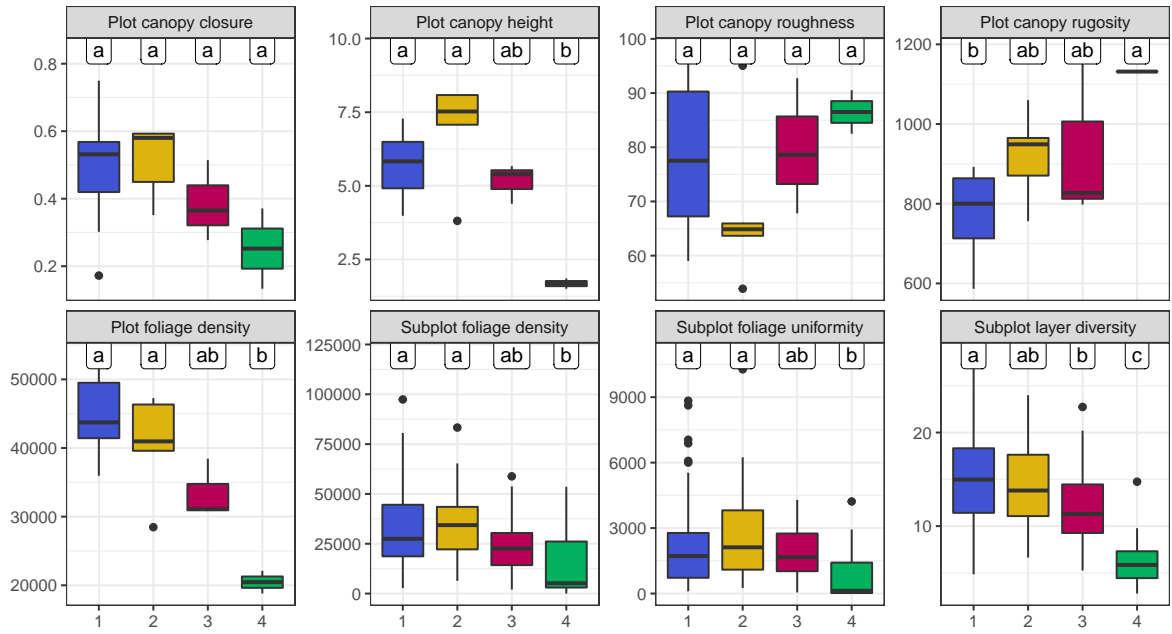 Plot canopy closure
Plot canopy height
Plot canopy roughness
Plot canopy rugosity
a a a a
a a ab b
a a a a
b ab ab a
0.8
0.6
0.4
0.2
10.0
7.5
5.0
2.5
100
90
80
70
60
1200
1000
800
600
Plot foliage density
Subplot foliage density
Subplot foliage uniformity
Subplot layer diversity
a a ab b
a a ab b
a a ab b
a ab b c
50000
40000
30000
20000
125000
100000
75000
50000
25000
0
9000
6000
3000
0
20
10
1 2 3 4
1 2 3 4
1 2 3 4
1 2 3 4